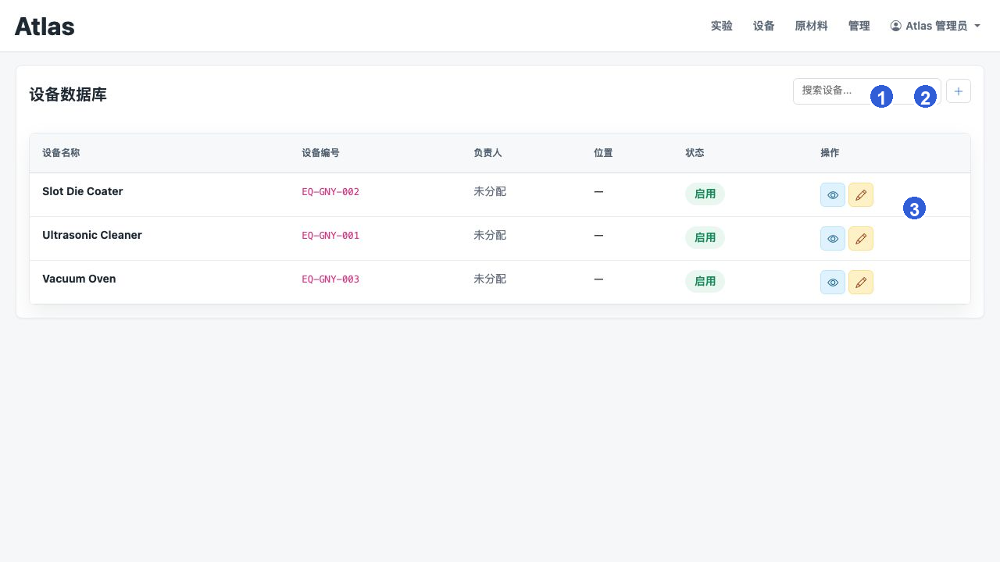 Atlas
实验 设备 原材料 管理 Atlas 管理员
设备数据库
搜索设备...
1 2
设备名称 设备编号 负责人 位置 状态 操作
Slot Die Coater EQ-GNY-002 未分配 — 启用
3
Ultrasonic Cleaner EQ-GNY-001 未分配 — 启用
Vacuum Oven EQ-GNY-003 未分配 — 启用